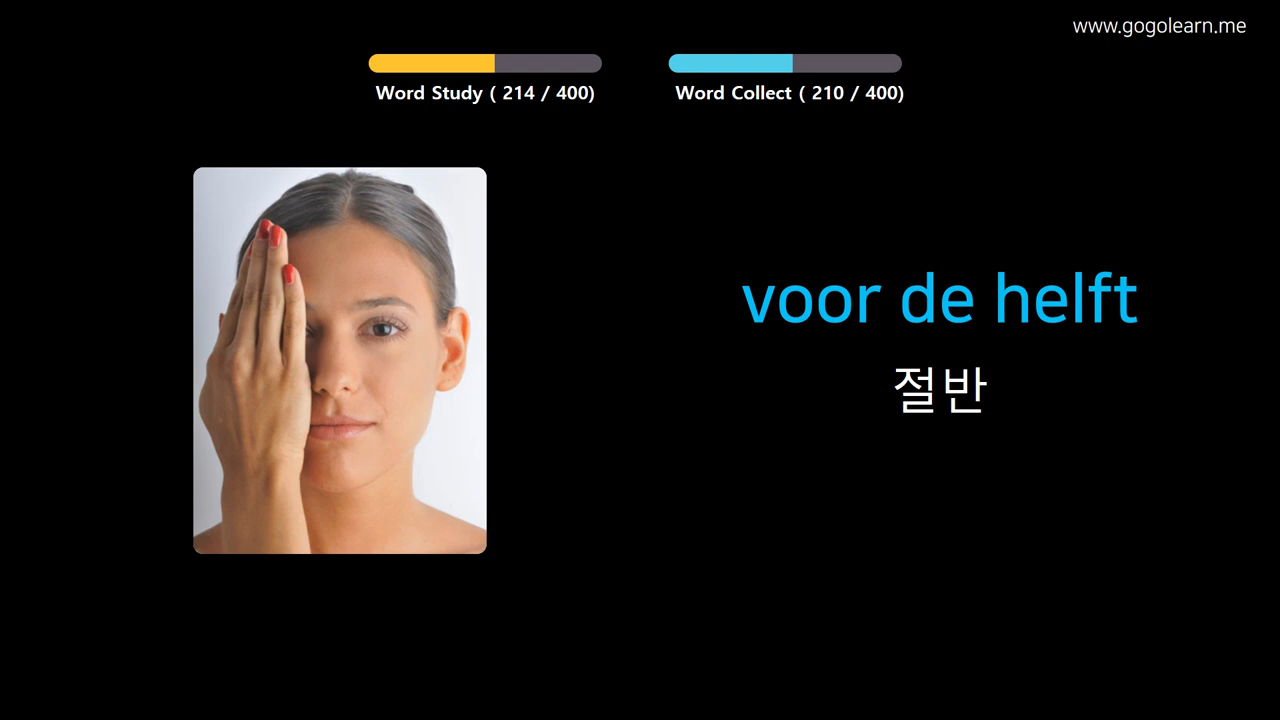 www.gogolearn.me
Word Study ( 214 / 400)
Word Collect ( 210 / 400)
voor de helft
절반